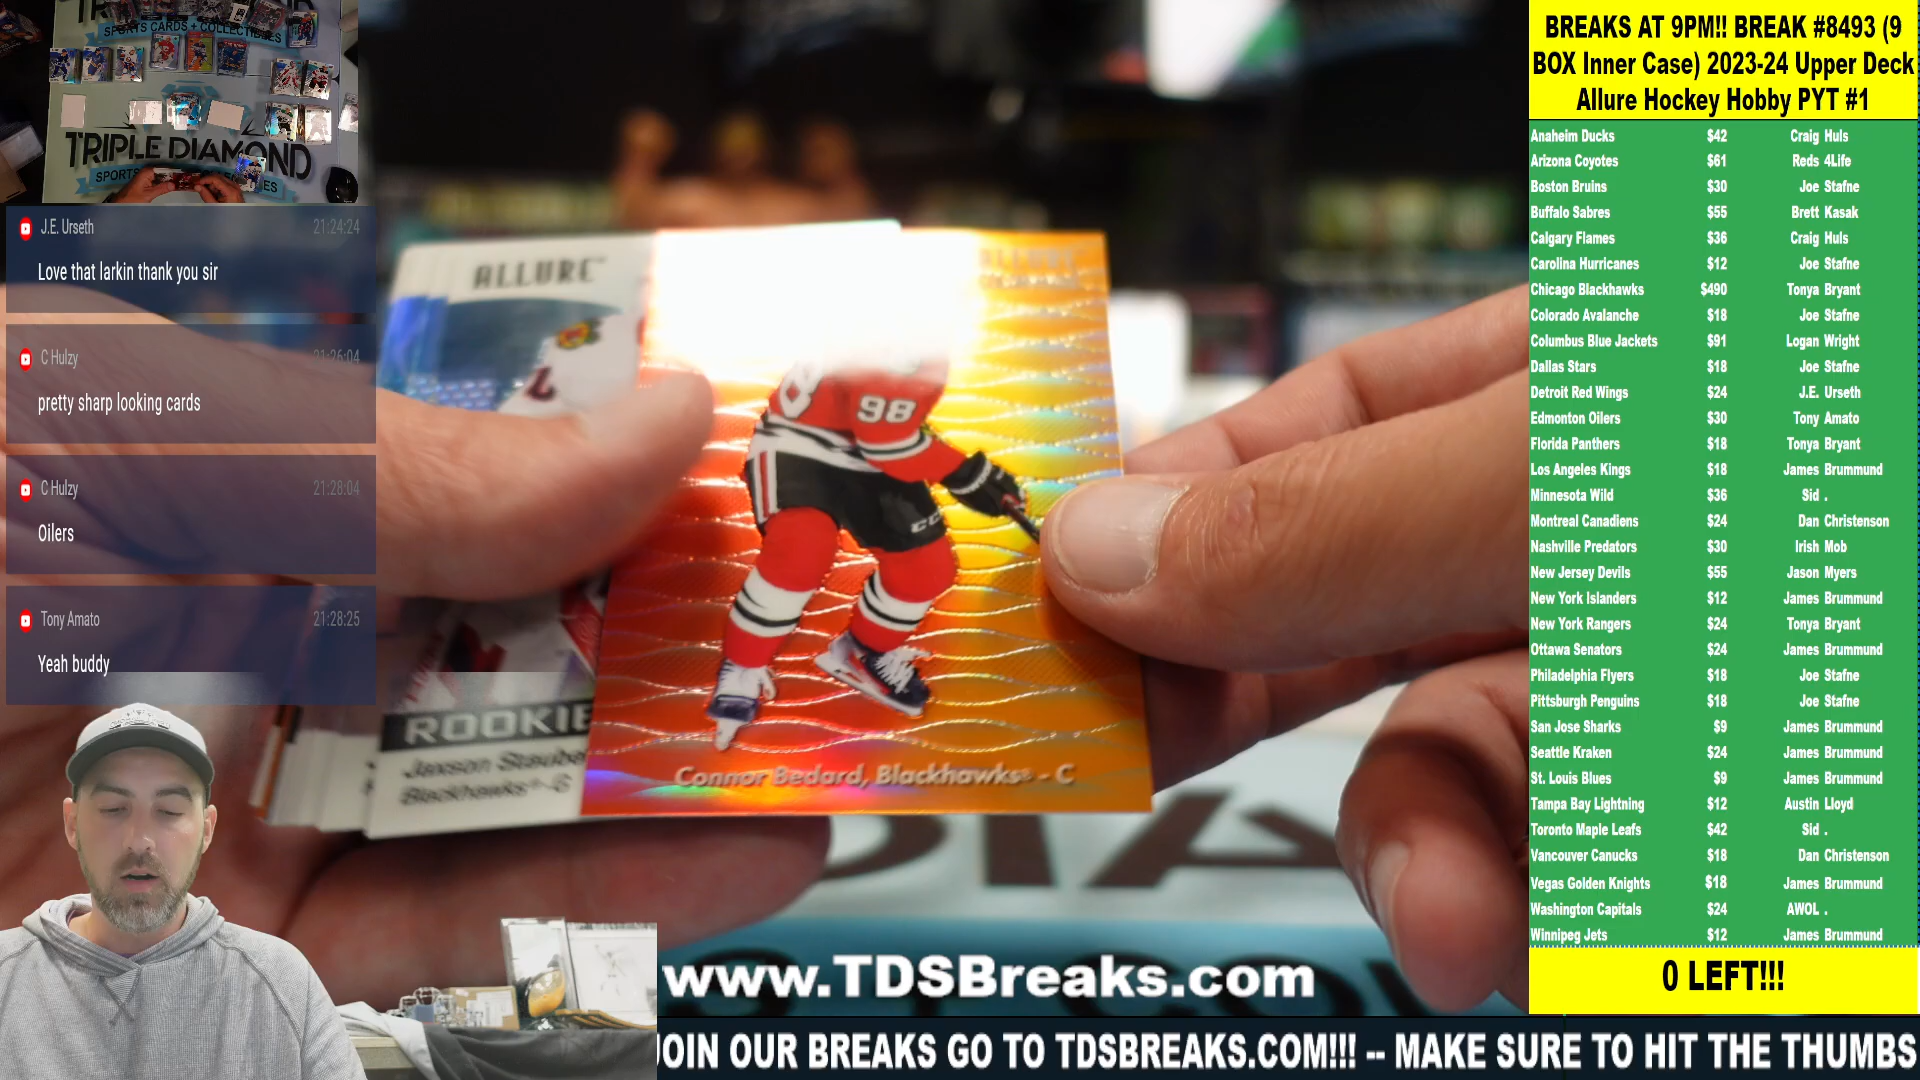 SPORTS CARDS + COLLECTIBLES
TRIPLE DIAMOND
SPORTS
J.E. Urseth 21:24:24
Love that larkin thank you sir
C Hulzy 21:26:04
pretty sharp looking cards
C Hulzy 21:28:04
Oilers
Tony Amato 21:28:25
Yeah buddy
ALLURE
ALLURE
98
ROOKIE
Jaxson Staube
Blackhawks - G
Connor Bedard, Blackhawks - C
DIA
www.TDSBreaks.com
JOIN OUR BREAKS GO TO TDSBREAKS.COM!!! -- MAKE SURE TO HIT THE THUMBS
BREAKS AT 9PM!! BREAK #8493 (9
BOX Inner Case) 2023-24 Upper Deck
Allure Hockey Hobby PYT #1
Anaheim Ducks $42 Craig Huls
Arizona Coyotes $61 Reds 4Life
Boston Bruins $30 Joe Stafne
Buffalo Sabres $55 Brett Kasak
Calgary Flames $36 Craig Huls
Carolina Hurricanes $12 Joe Stafne
Chicago Blackhawks $490 Tonya Bryant
Colorado Avalanche $18 Joe Stafne
Columbus Blue Jackets $91 Logan Wright
Dallas Stars $18 Joe Stafne
Detroit Red Wings $24 J.E. Urseth
Edmonton Oilers $30 Tony Amato
Florida Panthers $18 Tonya Bryant
Los Angeles Kings $18 James Brummund
Minnesota Wild $36 Sid .
Montreal Canadiens $24 Dan Christenson
Nashville Predators $30 Irish Mob
New Jersey Devils $55 Jason Myers
New York Islanders $12 James Brummund
New York Rangers $24 Tonya Bryant
Ottawa Senators $24 James Brummund
Philadelphia Flyers $18 Joe Stafne
Pittsburgh Penguins $18 Joe Stafne
San Jose Sharks $9 James Brummund
Seattle Kraken $24 James Brummund
St. Louis Blues $9 James Brummund
Tampa Bay Lightning $12 Austin Lloyd
Toronto Maple Leafs $42 Sid .
Vancouver Canucks $18 Dan Christenson
Vegas Golden Knights $18 James Brummund
Washington Capitals $24 AWOL .
Winnipeg Jets $12 James Brummund
0 LEFT!!!